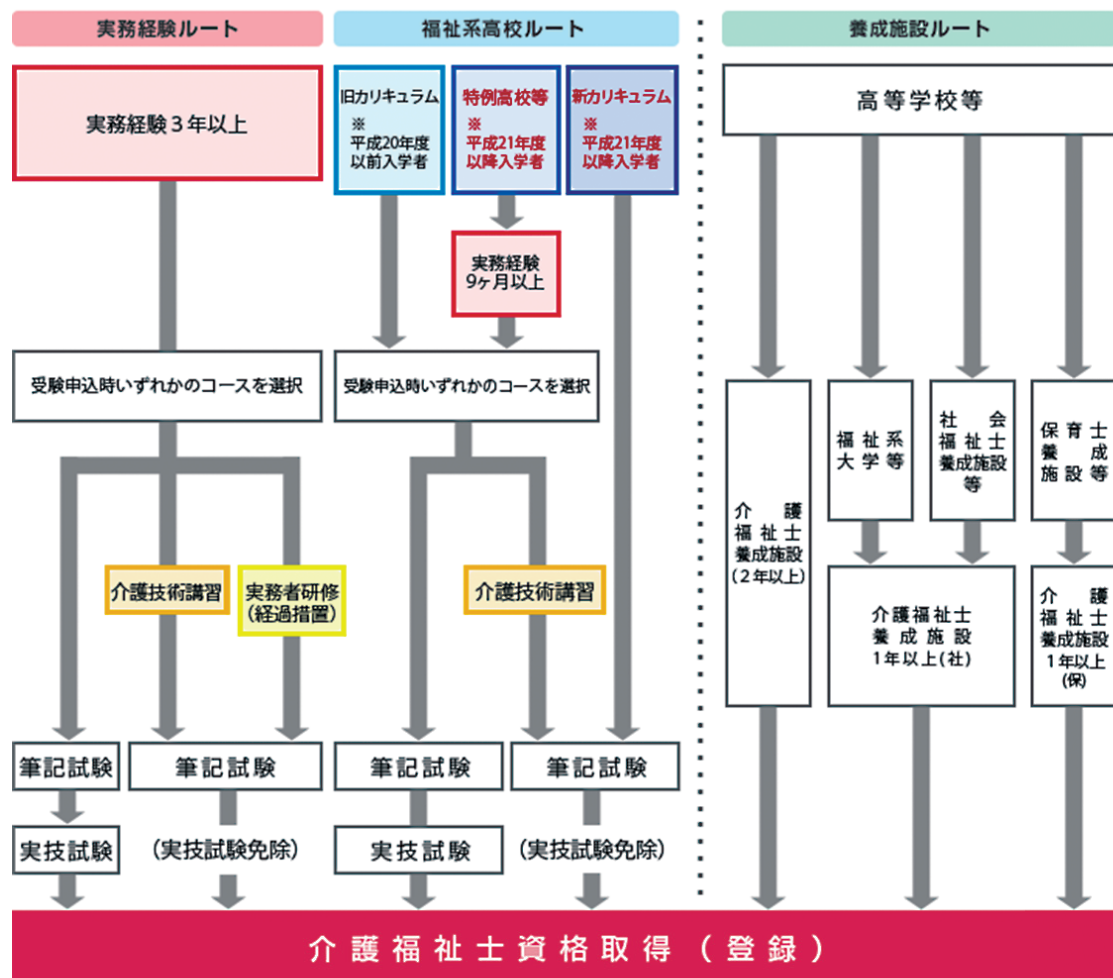 実務経験ルート
福祉系高校ルート
養成施設ルート
実務経験3年以上
旧カリキュラム
※
平成20年度
以前入学者
特例高校等
※
平成21年度
以降入学者
新カリキュラム
※
平成21年度
以降入学者
高等学校等
実務経験
9ヶ月以上
受験申込時いずれかのコースを選択
受験申込時いずれかのコースを選択
介護
福祉士
養成施設
(2年以上)
福祉系
大学等
社会
福祉士
養成施設
等
保育士
養成
施設等
介護技術講習
実務者研修
(経過措置)
介護技術講習
介護福祉士
養成施設
1年以上(社)
介護
福祉士
養成施設
1年以上
(保)
筆記試験
筆記試験
筆記試験
筆記試験
実技試験
(実技試験免除)
実技試験
(実技試験免除)
介護福祉士資格取得(登録)